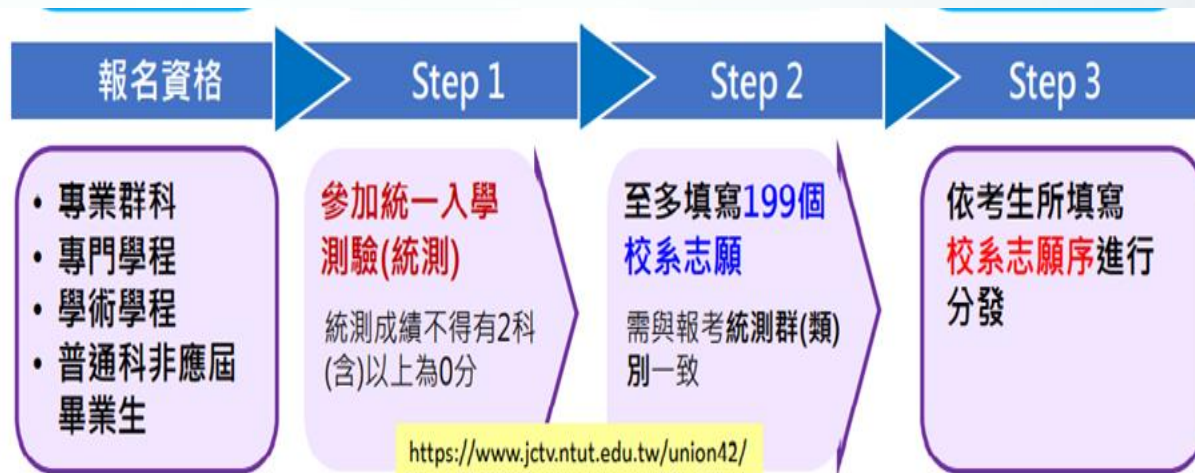 報名資格
Step 1
Step 2
Step 3
• 專業群科
• 專門學程
• 學術學程
• 普通科非應屆
畢業生
參加統一入學
測驗(統測)
統測成績不得有2科
(含)以上為0分
至多填寫199個
校系志願
需與報考統測群(類)
別一致
依考生所填寫
校系志願序進行
分發
https://www.jctv.ntut.edu.tw/union42/